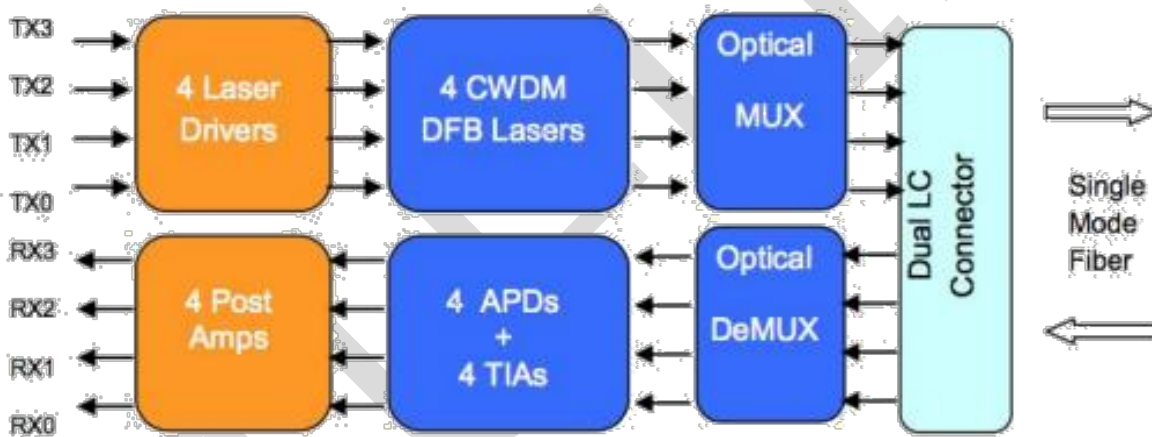 TX3
TX2
TX1
TX0
4 Laser
Drivers
4 CWDM
DFB Lasers
Optical
MUX
Dual LC
Connector
Single
Mode
Fiber
RX3
RX2
RX1
RX0
4 Post
Amps
4 APDs
+
4 TIAs
Optical
DeMUX